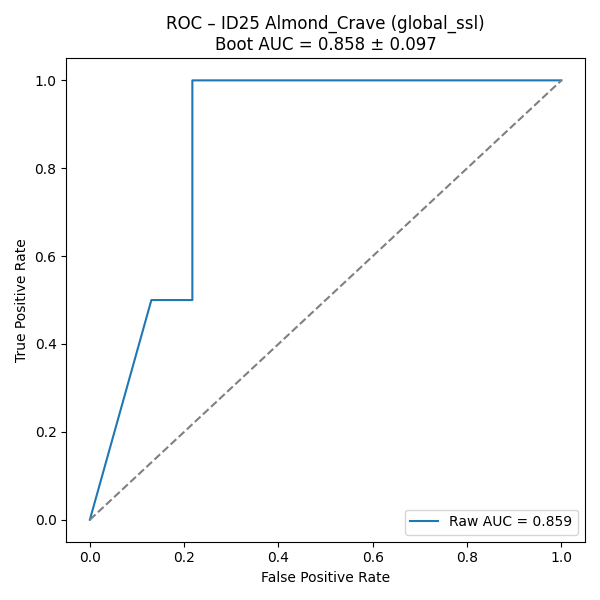 ROC – ID25 Almond_Crave (global_ssl)
Boot AUC = 0.858 ± 0.097
True Positive Rate
1.0
0.8
0.6
0.4
0.2
0.0
Raw AUC = 0.859
0.0 0.2 0.4 0.6 0.8 1.0
False Positive Rate